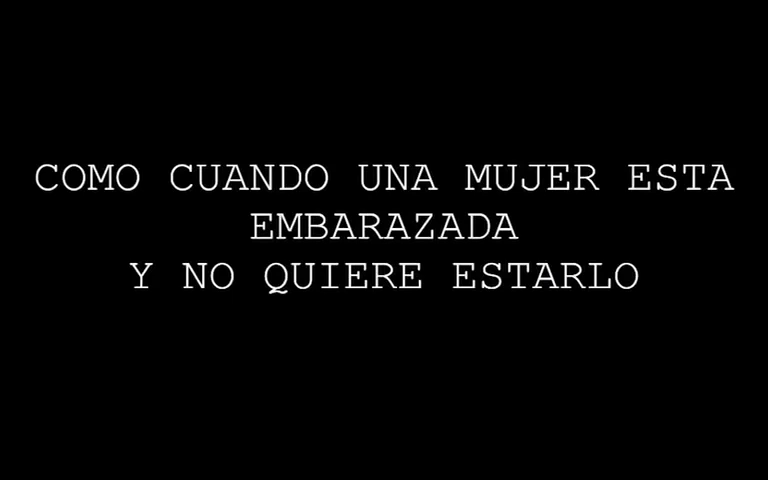 COMO CUANDO UNA MUJER ESTA
EMBARAZADA
Y NO QUIERE ESTARLO